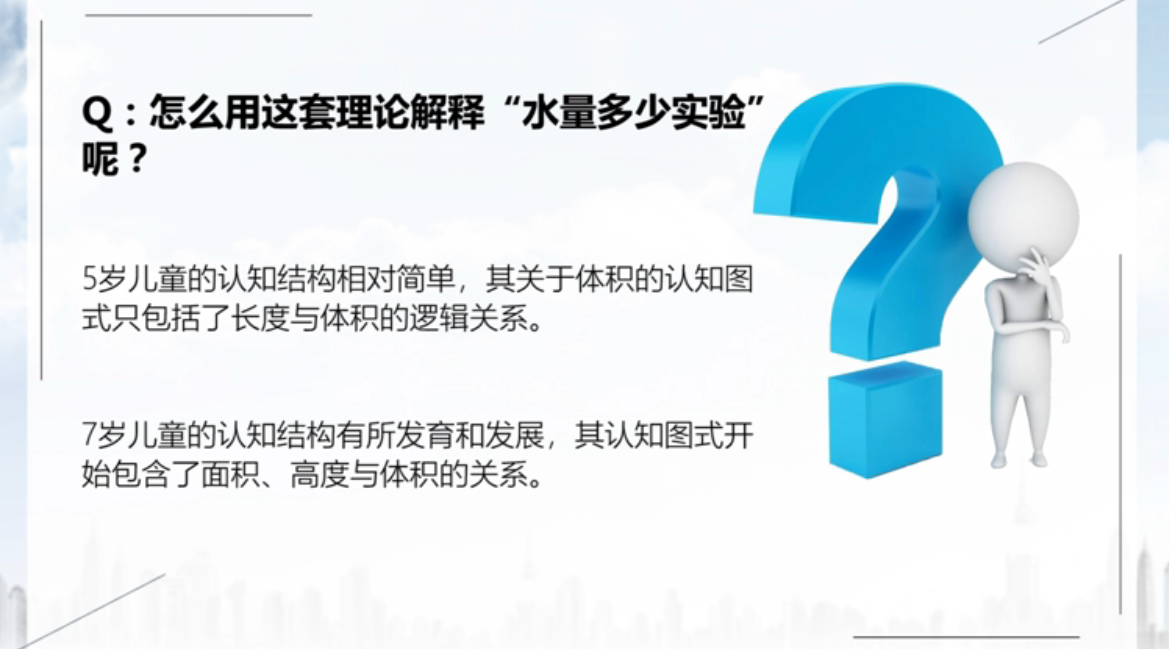 Q：怎么用这套理论解释“水量多少实验”
呢？
5岁儿童的认知结构相对简单，其关于体积的认知图
式只包括了长度与体积的逻辑关系。
7岁儿童的认知结构有所发育和发展，其认知图式开
始包含了面积、高度与体积的关系。